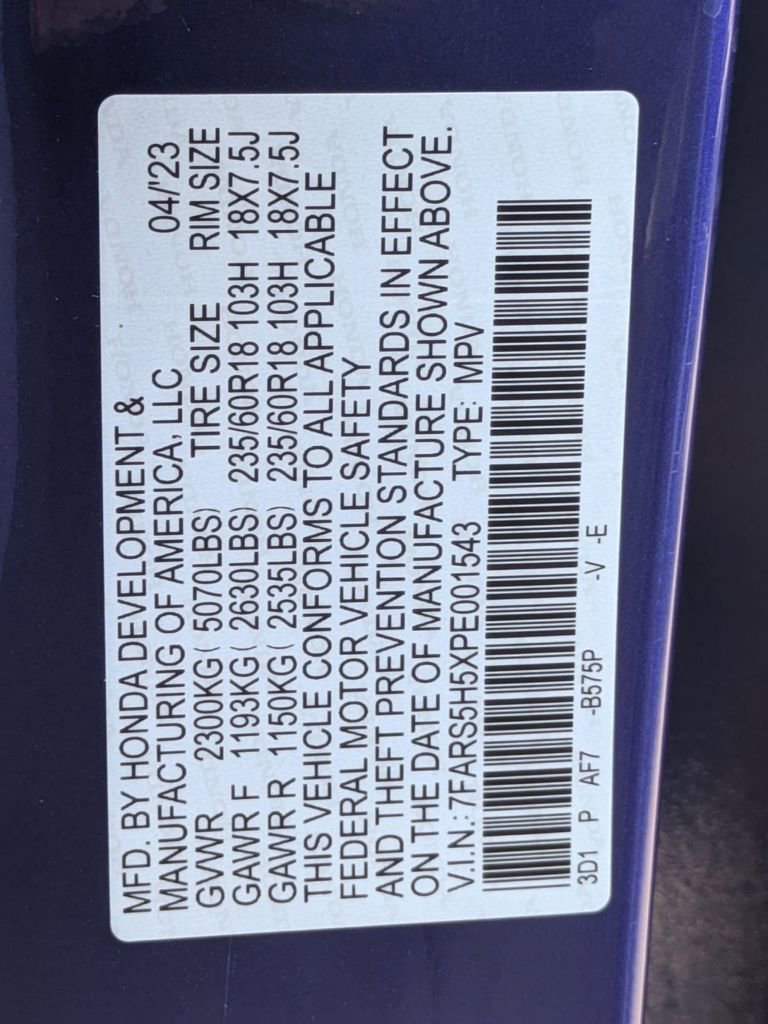 MFD. BY HONDA DEVELOPMENT &
MANUFACTURING OF AMERICA, LLC 04/'23
GVWR 2300KG( 5070LBS) TIRE SIZE RIM SIZE
GAWR F 1193KG( 2630LBS) 235/60R18 103H 18X7.5J
GAWR R 1150KG( 2535LBS) 235/60R18 103H 18X7.5J
THIS VEHICLE CONFORMS TO ALL APPLICABLE
FEDERAL MOTOR VEHICLE SAFETY
AND THEFT PREVENTION STANDARDS IN EFFECT
ON THE DATE OF MANUFACTURE SHOWN ABOVE.
V.I.N.:7FARS5H5XPE001543 TYPE: MPV
3D1 P AF7 -B575P -V -E